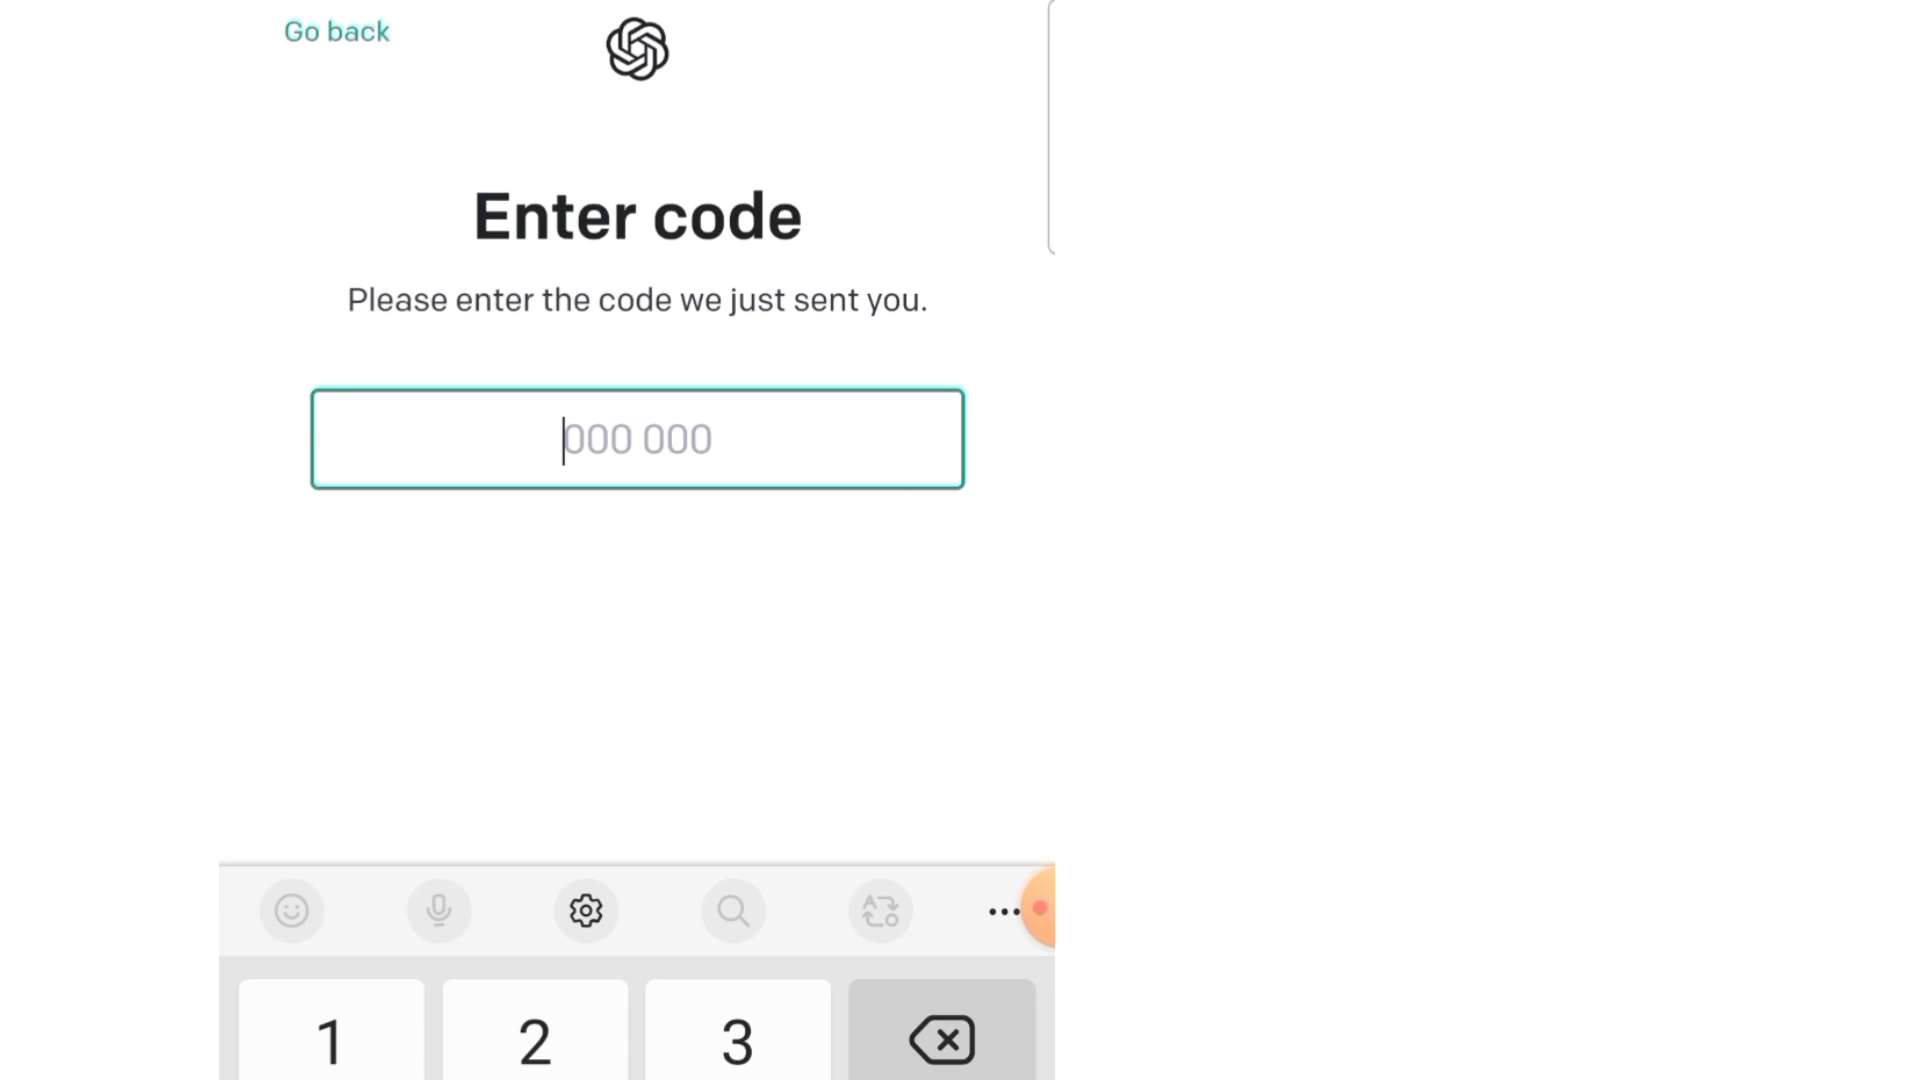 Go back
Enter code
Please enter the code we just sent you.
000 000
1 2 3